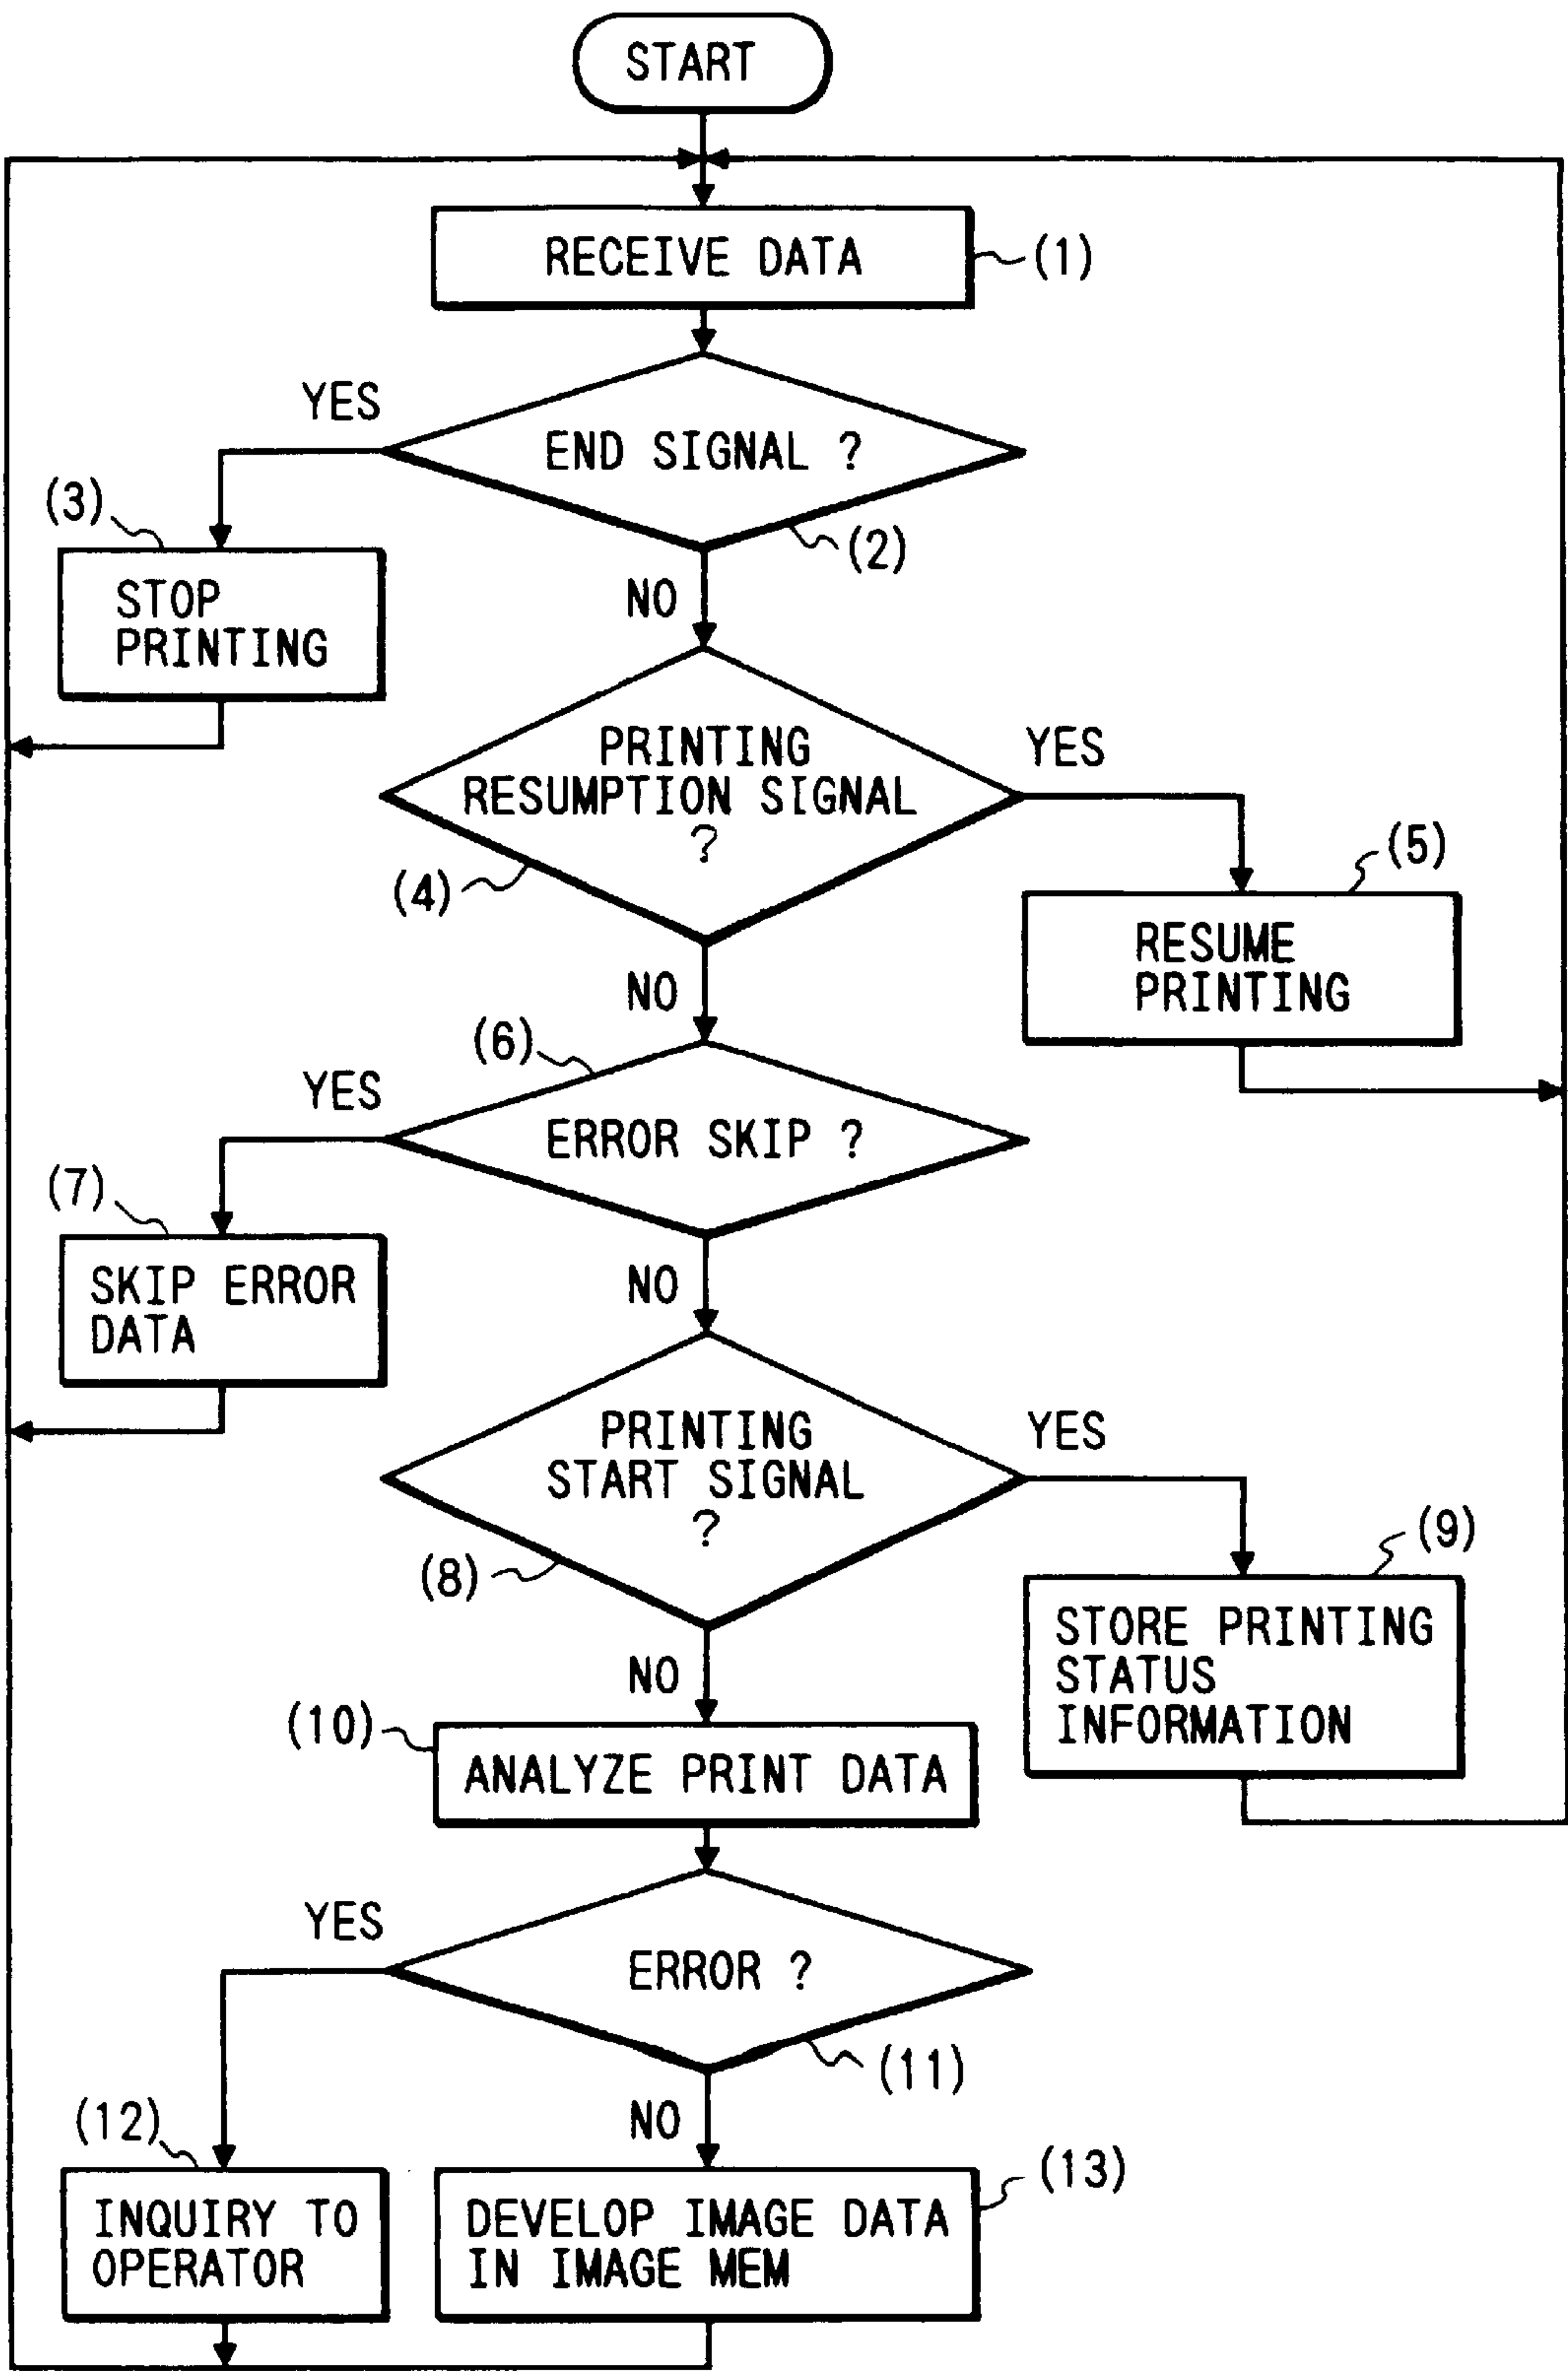 START
RECEIVE DATA
(1)
YES
END SIGNAL ?
(2)
(3)
STOP
PRINTING
NO
PRINTING
RESUMPTION SIGNAL
?
YES
(4)
(5)
RESUME
PRINTING
NO
(6)
YES
ERROR SKIP ?
(7)
SKIP ERROR
DATA
NO
PRINTING
START SIGNAL
?
YES
(8)
(9)
STORE PRINTING
STATUS
INFORMATION
NO
(10)
ANALYZE PRINT DATA
YES
ERROR ?
(11)
(12)
INQUIRY TO
OPERATOR
NO
(13)
DEVELOP IMAGE DATA
IN IMAGE MEM